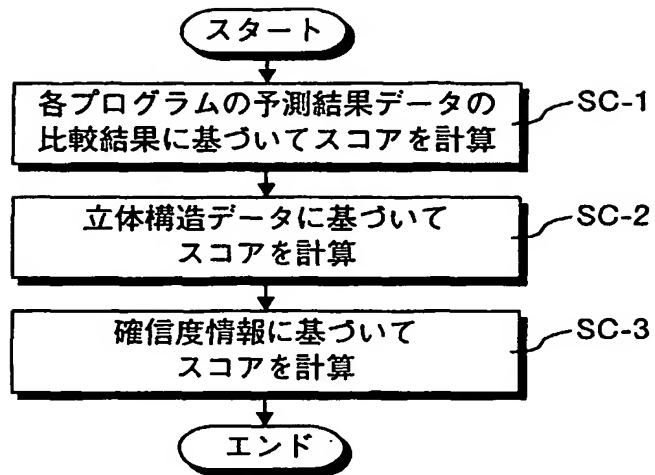 スタート
各プログラムの予測結果データの
比較結果に基づいてスコアを計算
SC-1
立体構造データに基づいて
スコアを計算
SC-2
確信度情報に基づいて
スコアを計算
SC-3
エンド